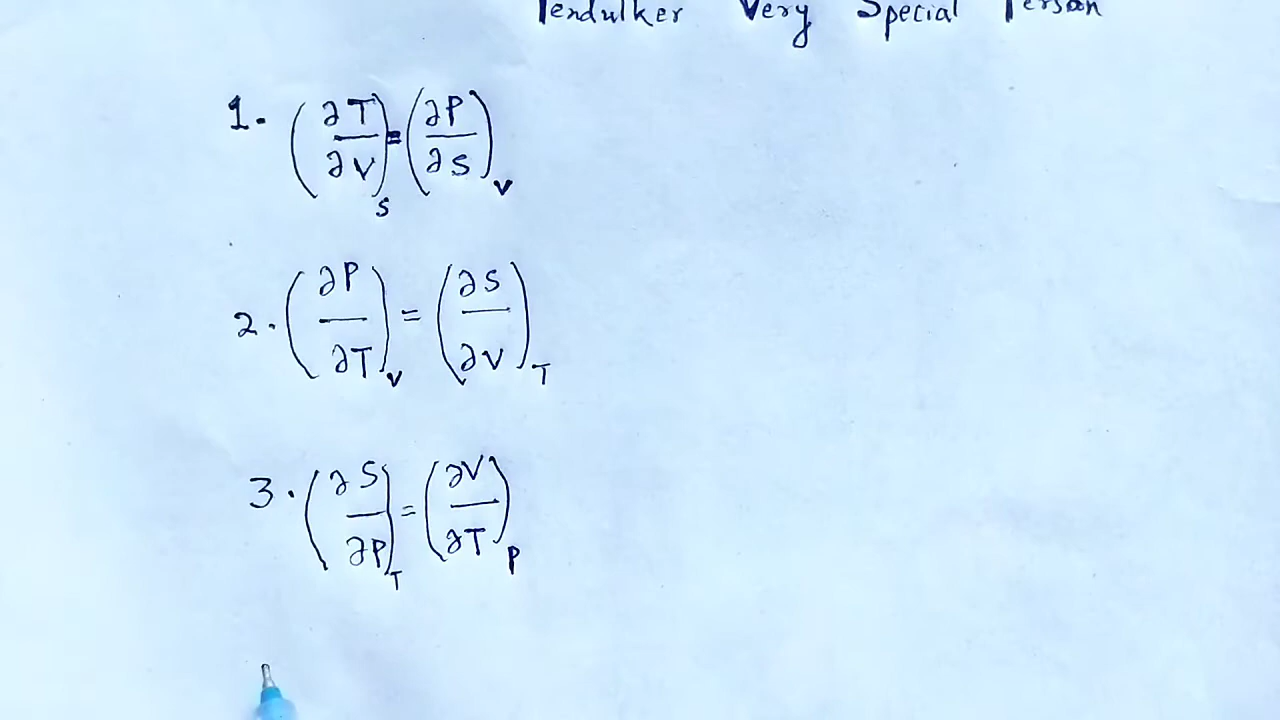 Tendulker Very Special Person
1. (∂T/∂V)_S = (∂P/∂S)_V
2. (∂P/∂T)_V = (∂S/∂V)_T
3. (∂S/∂P)_T = (∂V/∂T)_P